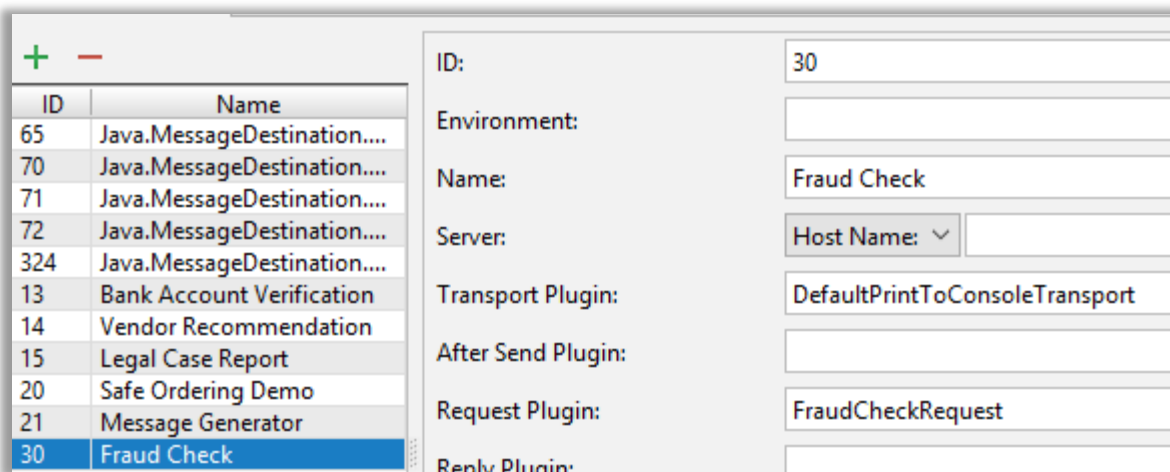 ID Name
65 Java.MessageDestination....
70 Java.MessageDestination....
71 Java.MessageDestination....
72 Java.MessageDestination....
324 Java.MessageDestination....
13 Bank Account Verification
14 Vendor Recommendation
15 Legal Case Report
20 Safe Ordering Demo
21 Message Generator
30 Fraud Check
ID: 30
Environment:
Name: Fraud Check
Server: Host Name:
Transport Plugin: DefaultPrintToConsoleTransport
After Send Plugin:
Request Plugin: FraudCheckRequest
Reply Plugin: